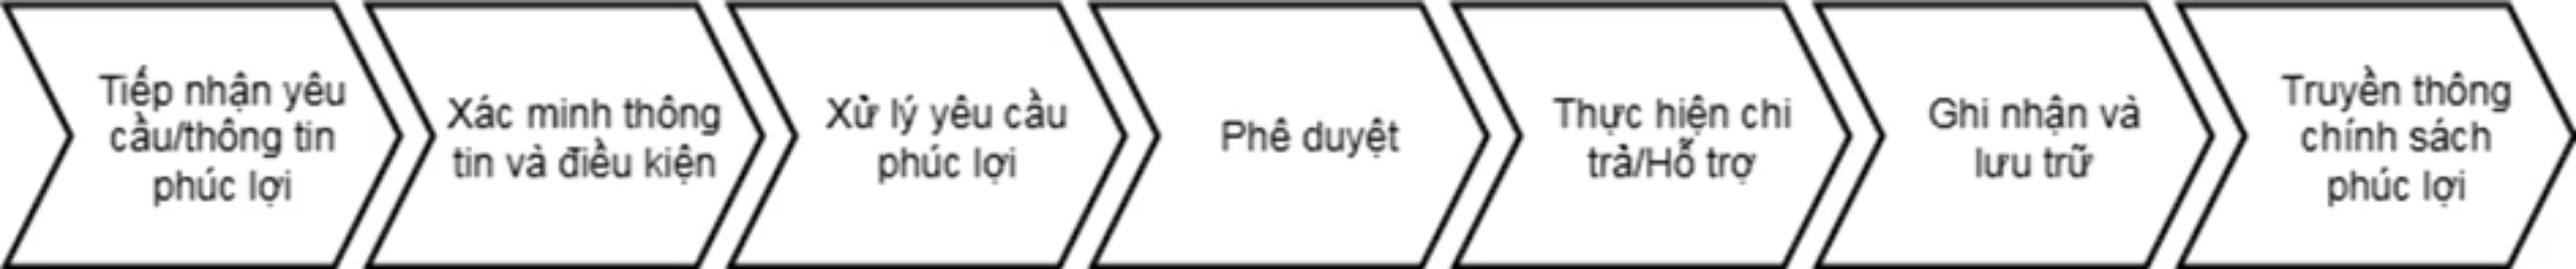 Tiếp nhận yêu
cầu/thông tin
phúc lợi
Xác minh thông
tin và điều kiện
Xử lý yêu cầu
phúc lợi
Phê duyệt
Thực hiện chi
trả/Hỗ trợ
Ghi nhận và
lưu trữ
Truyền thông
chính sách
phúc lợi